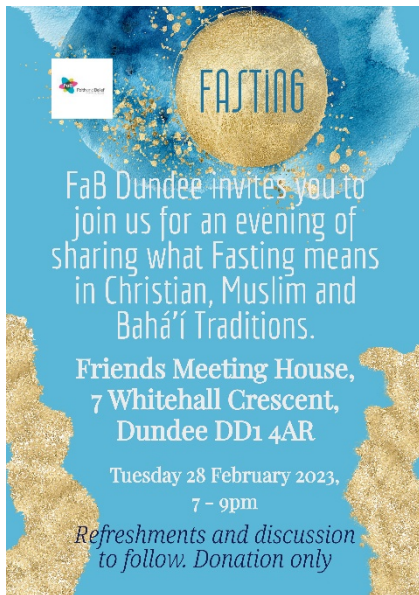 FASTING
FaB Dundee invites you to
join us for an evening of
sharing what Fasting means
in Christian, Muslim and
Bahá’í Traditions.
Friends Meeting House,
7 Whitehall Crescent,
Dundee DD1 4AR
Tuesday 28 February 2023,
7 – 9pm
Refreshments and discussion
to follow. Donation only